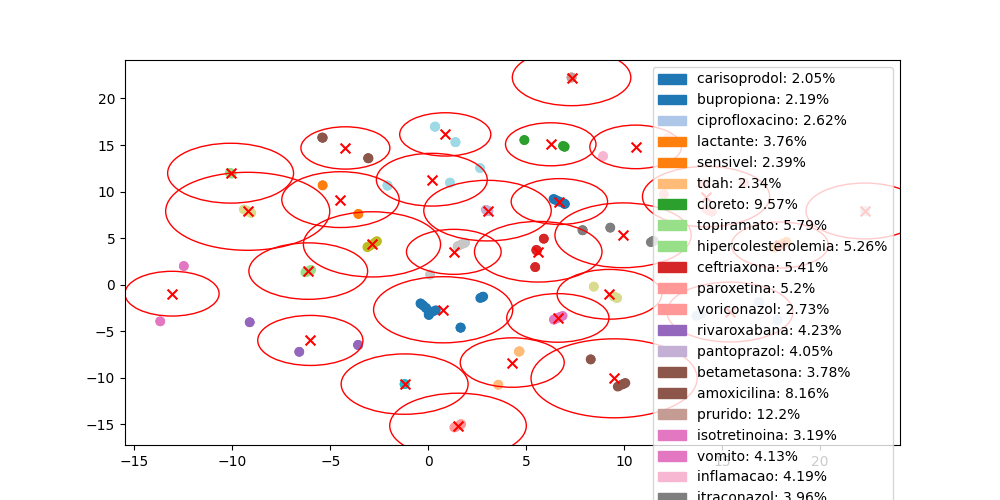 20
15
10
5
0
−5
−10
−15
−15
−10
−5
0
5
10
15
20
carisoprodol: 2.05%
bupropiona: 2.19%
ciprofloxacino: 2.62%
lactante: 3.76%
sensivel: 2.39%
tdah: 2.34%
cloreto: 9.57%
topiramato: 5.79%
hipercolesterolemia: 5.26%
ceftriaxona: 5.41%
paroxetina: 5.2%
voriconazol: 2.73%
rivaroxabana: 4.23%
pantoprazol: 4.05%
betametasona: 3.78%
amoxicilina: 8.16%
prurido: 12.2%
isotretinoina: 3.19%
vomito: 4.13%
inflamacao: 4.19%
itraconazol: 3.96%